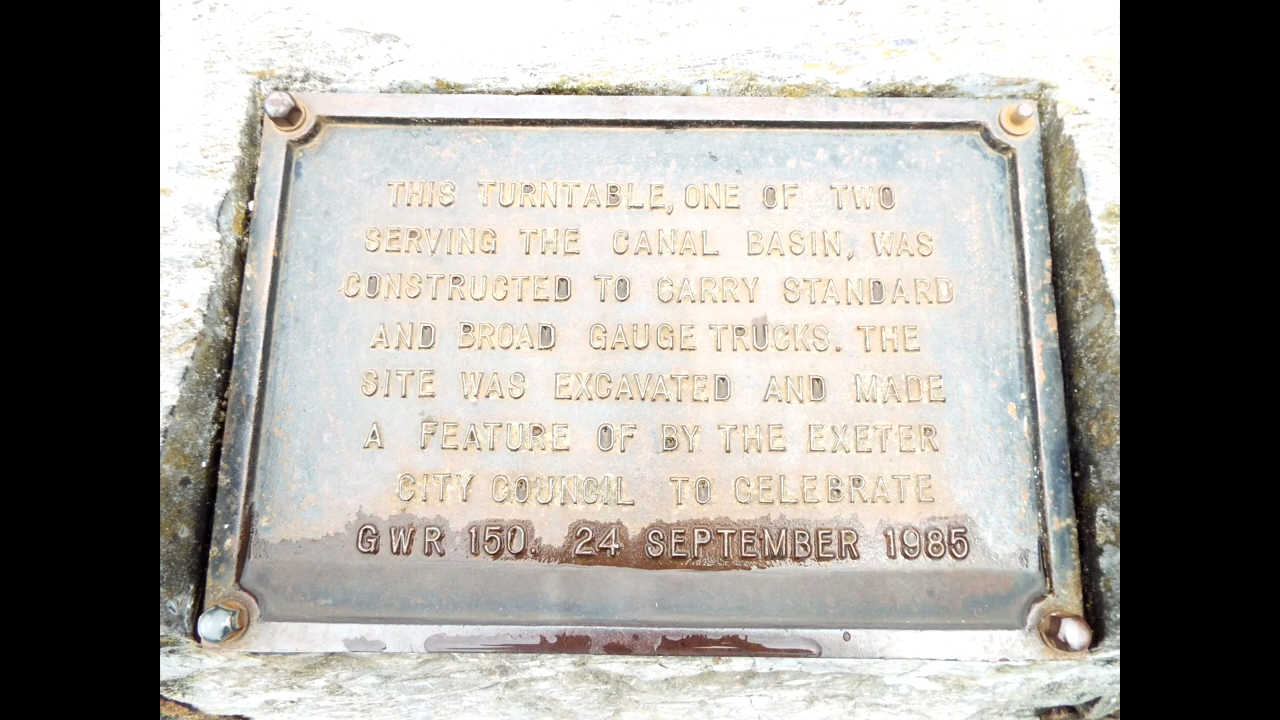 THIS TURNTABLE, ONE OF TWO
SERVING THE CANAL BASIN, WAS
CONSTRUCTED TO CARRY STANDARD
AND BROAD GAUGE TRUCKS. THE
SITE WAS EXCAVATED AND MADE
A FEATURE OF BY THE EXETER
CITY COUNCIL TO CELEBRATE
GWR 150. 24 SEPTEMBER 1985